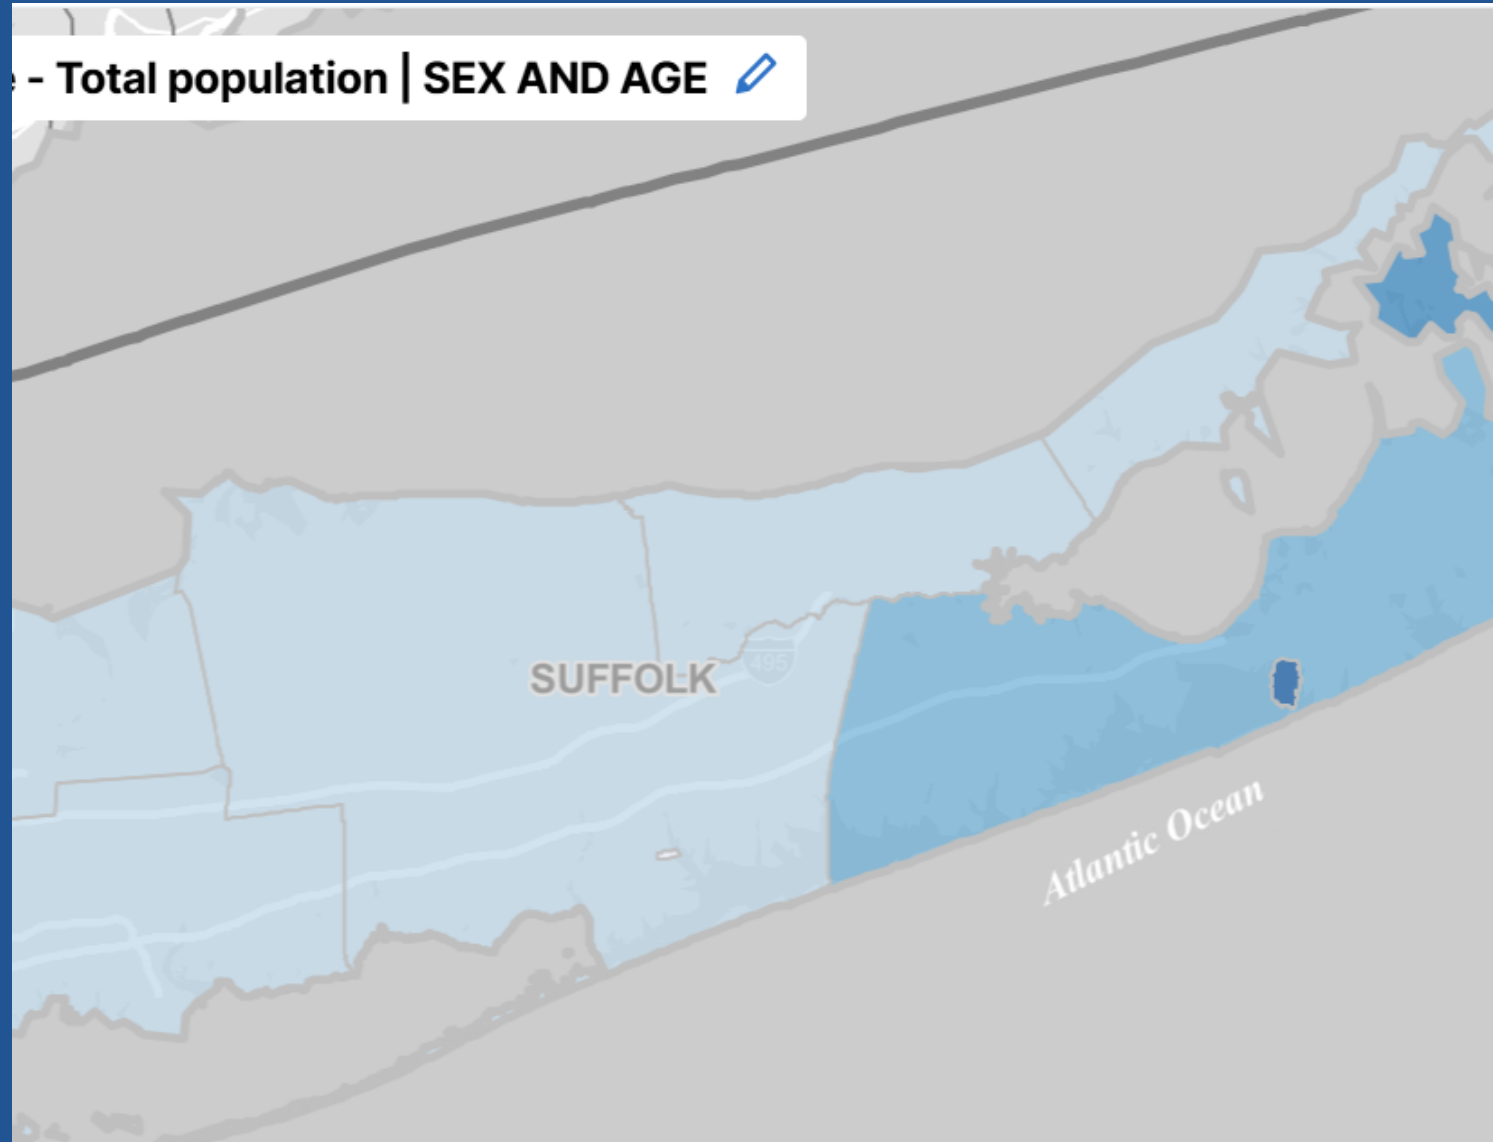 - Total population | SEX AND AGE
SUFFOLK
495
Atlantic Ocean